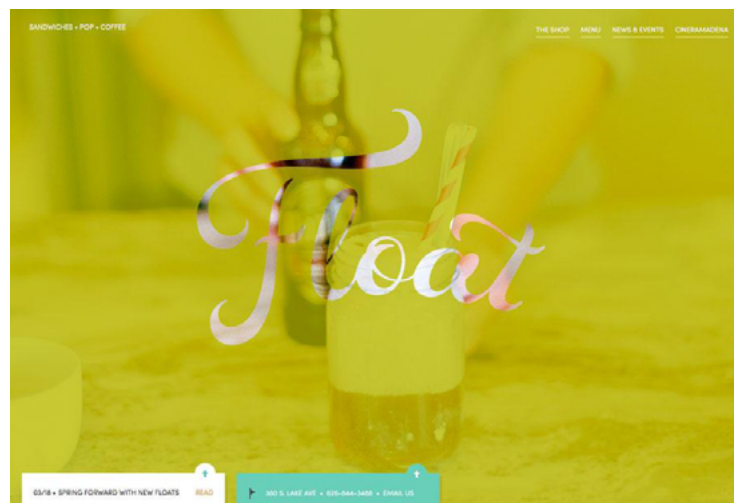 SANDWICHES • POP • COFFEE
THE SHOP MENU NEWS & EVENTS CINERAMADENA
Float
03/18 • SPRING FORWARD WITH NEW FLOATS READ
380 S. LAKE AVE • 626-844-3488 • EMAIL US